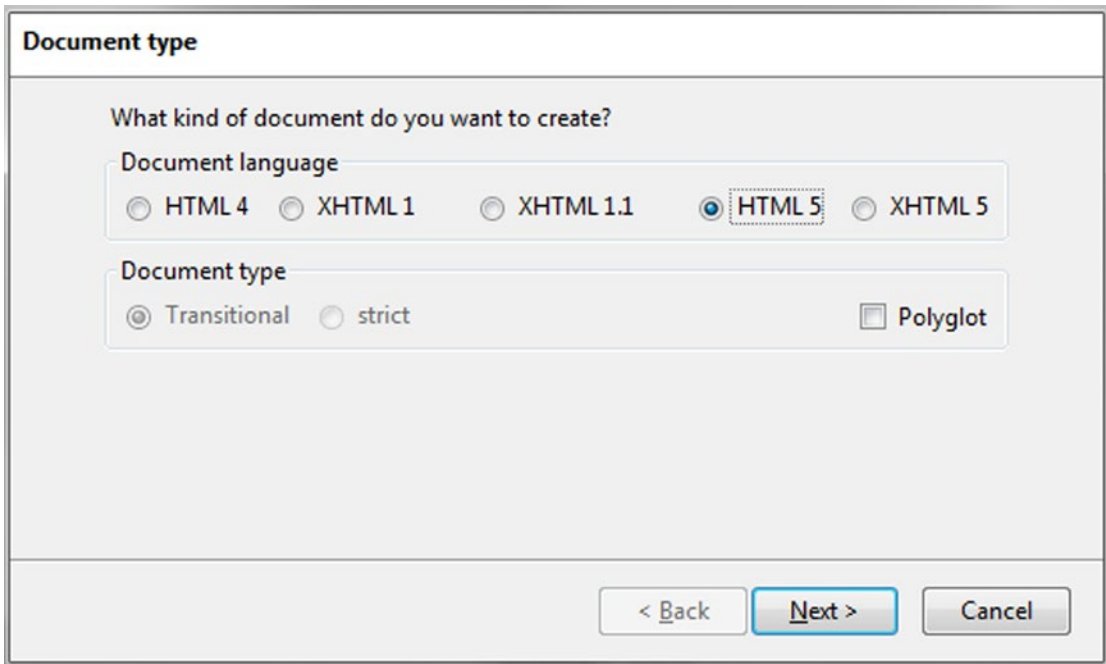 Document type
What kind of document do you want to create?
Document language
HTML 4 XHTML 1 XHTML 1.1 HTML 5 XHTML 5
Document type
Transitional strict Polyglot
< Back Next > Cancel